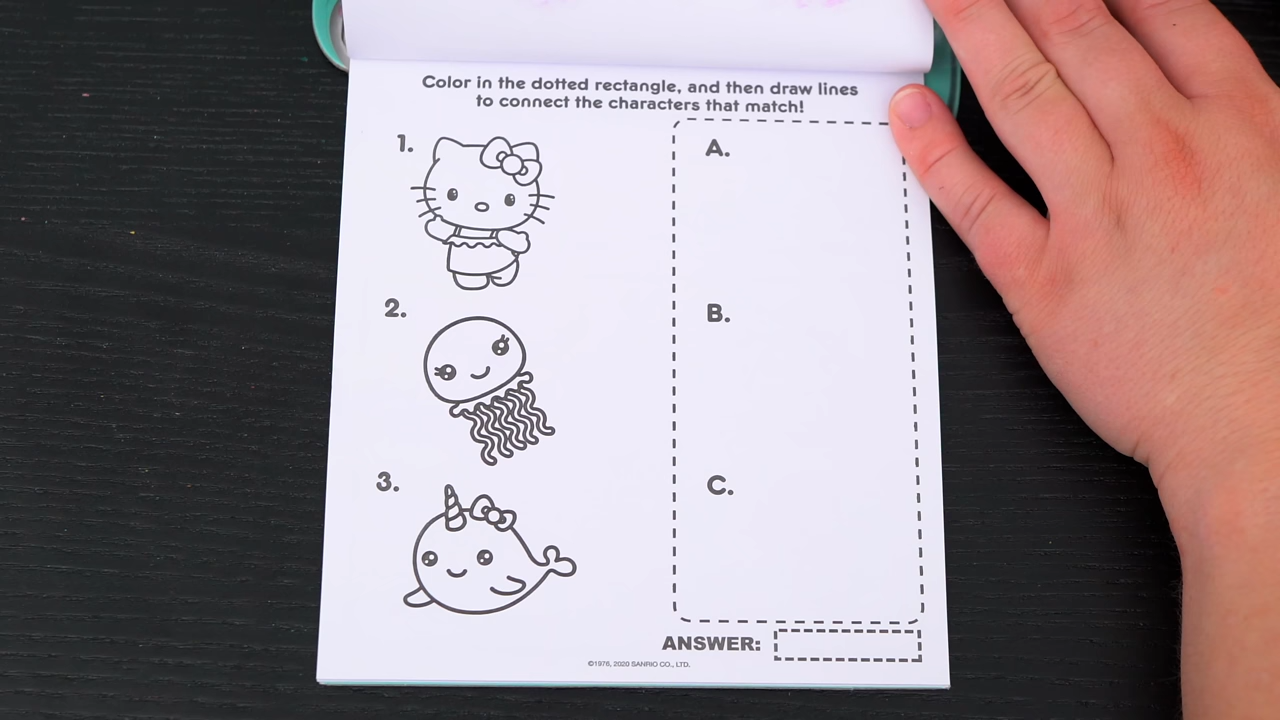 Color in the dotted rectangle, and then draw lines
to connect the characters that match!
1.
A.
2.
B.
3.
C.
ANSWER:
©1976, 2020 SANRIO CO., LTD.